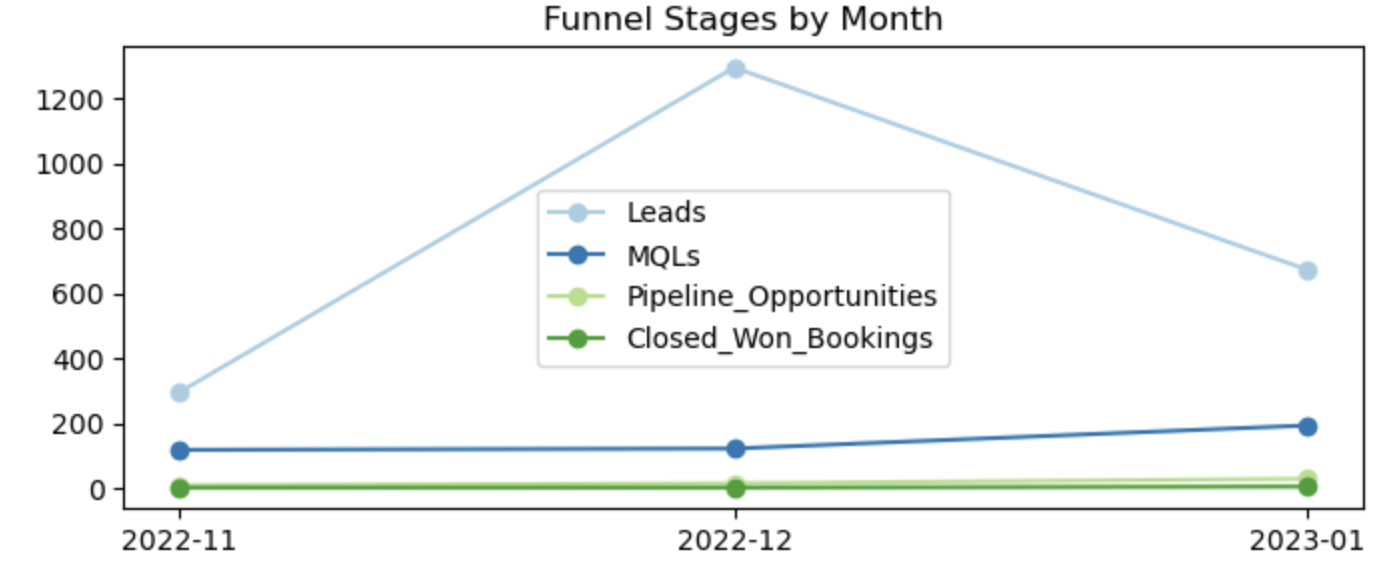 Funnel Stages by Month
1200
1000
800
600
400
200
0
Leads
MQLs
Pipeline_Opportunities
Closed_Won_Bookings
2022-11
2022-12
2023-01